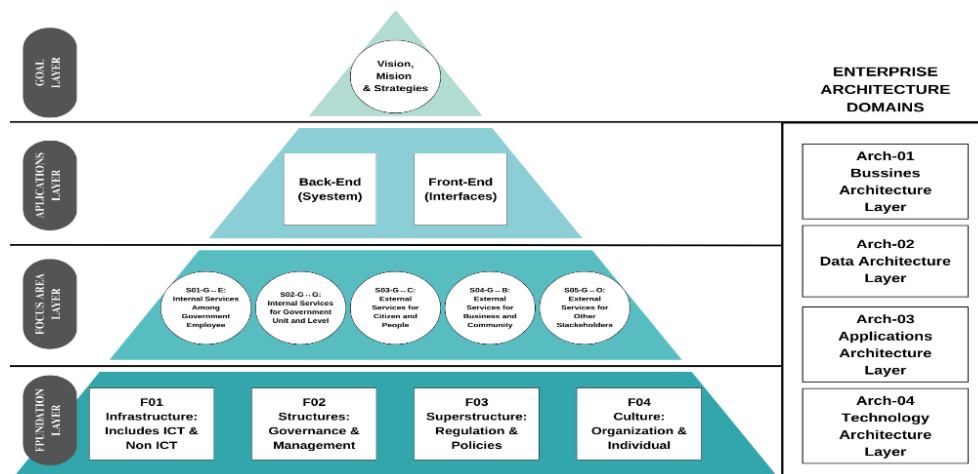 GOAL
LAYER
Vision,
Mision
& Strategies
ENTERPRISE
ARCHITECTURE
DOMAINS
APLICATIONS
LAYER
Back-End
(Syestem)
Front-End
(Interfaces)
Arch-01
Bussines
Architecture
Layer
Arch-02
Data Architecture
Layer
FOCUS AREA
LAYER
S01-G ↔ E:
Internal Services
Among
Government
Employee
S02-G ↔ G:
Internal Services
for Government
Unit and Level
S03-G ↔ C:
External
Services for
Citizen and
People
S04-G ↔ B:
External
Services for
Business and
Community
S05-G ↔ O:
External
Services for
Other
Stackeholders
Arch-03
Applications
Architecture
Layer
FPUNDATION
LAYER
F01
Infrastructure:
Includes ICT &
Non ICT
F02
Structures:
Governance &
Management
F03
Superstructure:
Regulation &
Policies
F04
Culture:
Organization &
Individual
Arch-04
Technology
Architecture
Layer